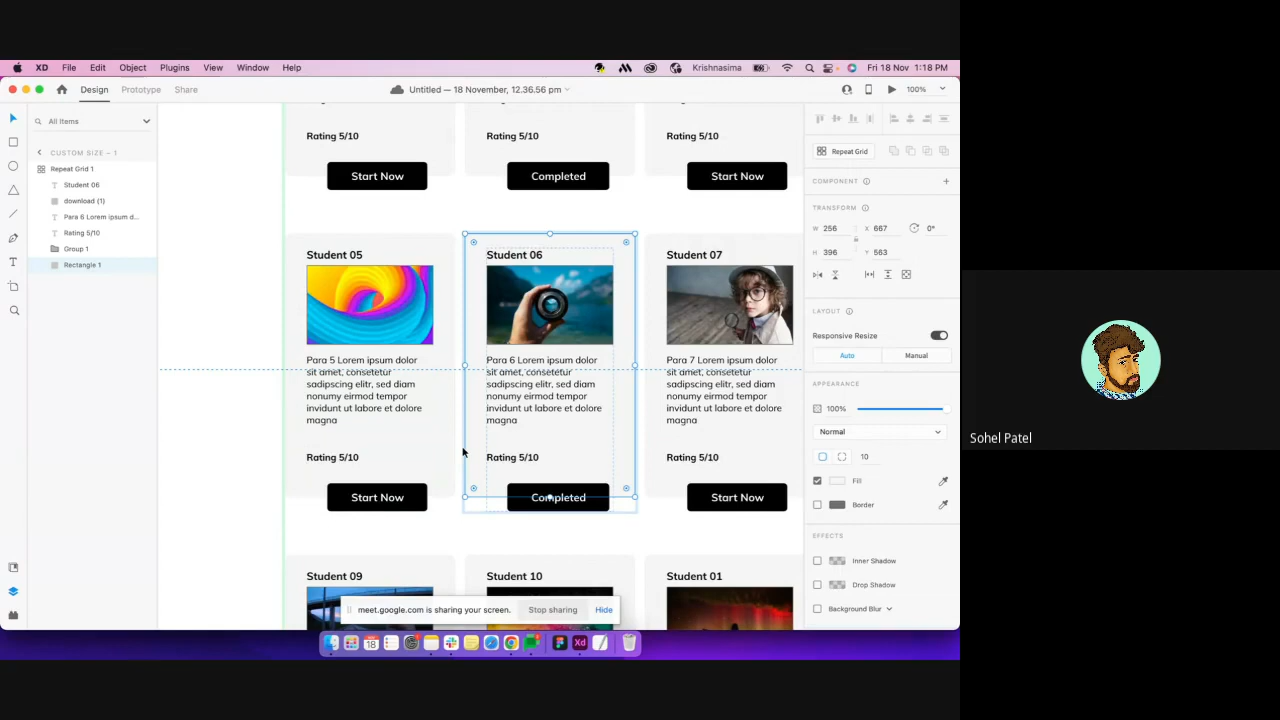 XD File Edit Object Plugins View Window Help Krishnasima Fri 18 Nov 1:18 PM
Design Prototype Share Untitled — 18 November, 12.36.56 pm 100%
All Items
CUSTOM SIZE – 1
Repeat Grid 1
Student 06
download (1)
Para 6 Lorem ipsum d...
Rating 5/10
Group 1
Rectangle 1
Rating 5/10 Rating 5/10 Rating 5/10
Start Now Completed Start Now
Student 05 Student 06 Student 07
Para 5 Lorem ipsum dolor
sit amet, consetetur
sadipscing elitr, sed diam
nonumy eirmod tempor
invidunt ut labore et dolore
magna
Para 6 Lorem ipsum dolor
sit amet, consetetur
sadipscing elitr, sed diam
nonumy eirmod tempor
invidunt ut labore et dolore
magna
Para 7 Lorem ipsum dolor
sit amet, consetetur
sadipscing elitr, sed diam
nonumy eirmod tempor
invidunt ut labore et dolore
magna
Rating 5/10 Rating 5/10 Rating 5/10
Start Now Completed Start Now
Student 09 Student 10 Student 01
meet.google.com is sharing your screen. Stop sharing Hide
Repeat Grid
COMPONENT
TRANSFORM
W 256 X 667 0°
H 396 Y 563
LAYOUT
Responsive Resize
Auto Manual
APPEARANCE
100%
Normal
10
Fill
Border
EFFECTS
Inner Shadow
Drop Shadow
Background Blur
18
Xd
Sohel Patel